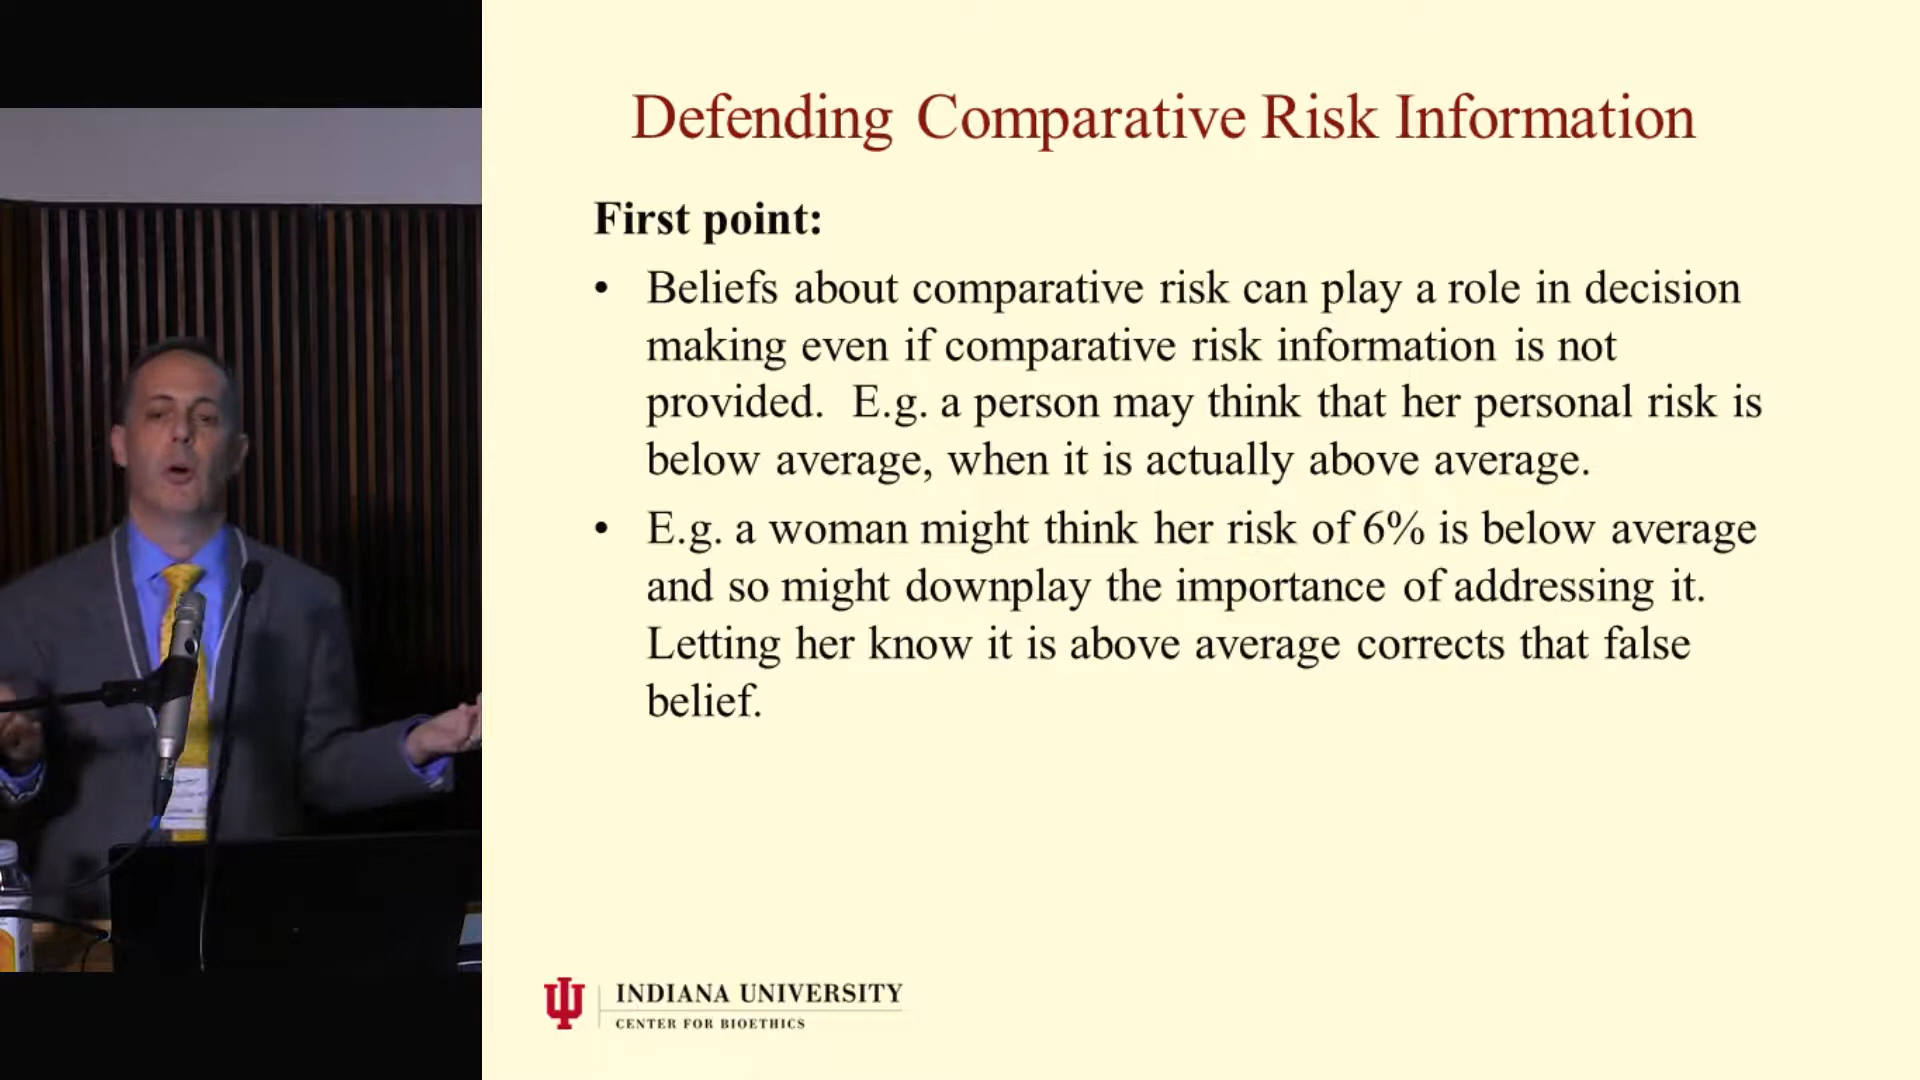 Defending Comparative Risk Information
First point:
• Beliefs about comparative risk can play a role in decision
making even if comparative risk information is not
provided.  E.g. a person may think that her personal risk is
below average, when it is actually above average.
• E.g. a woman might think her risk of 6% is below average
and so might downplay the importance of addressing it.
Letting her know it is above average corrects that false
belief.
INDIANA UNIVERSITY
CENTER FOR BIOETHICS